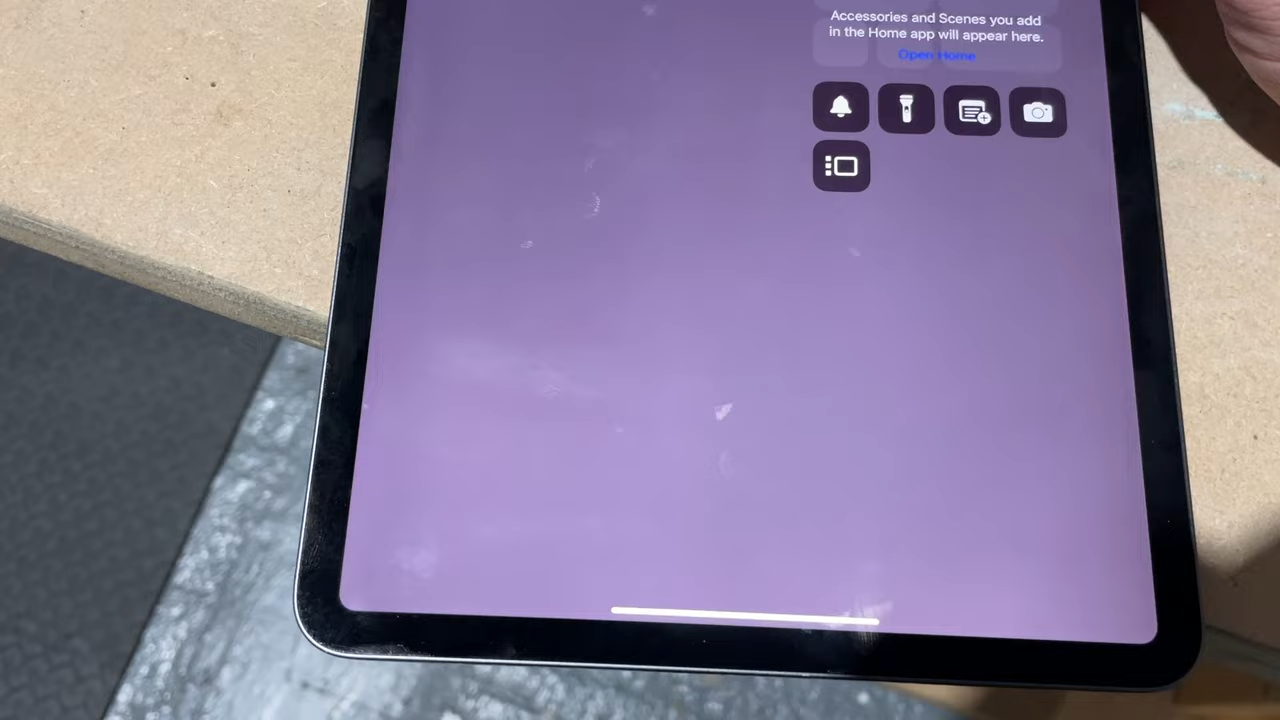 Accessories and Scenes you add
in the Home app will appear here.
Open Home